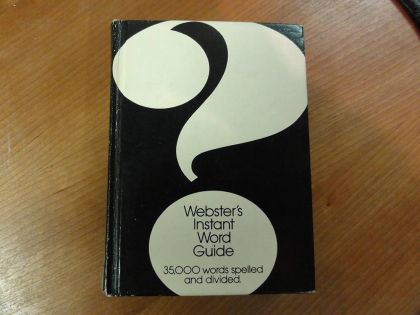 Webster's
Instant
Word
Guide
35,000 words spelled
and divided.